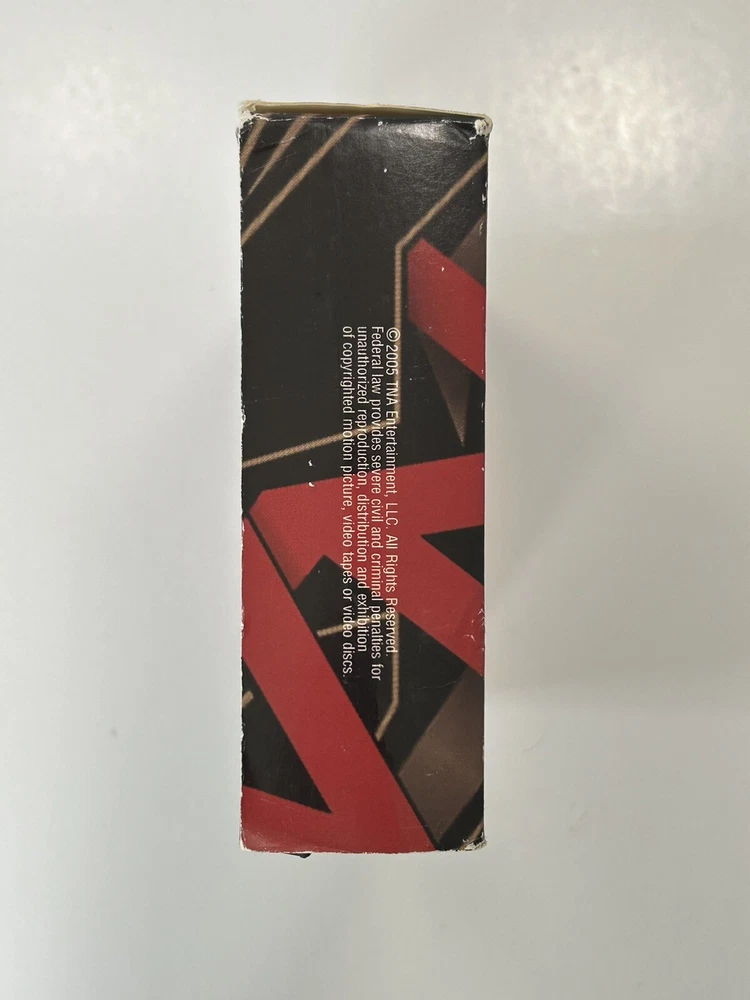 © 2005 TNA Entertainment, LLC. All Rights Reserved.
Federal law provides severe civil and criminal penalties for
unauthorized reproduction, distribution and exhibition
of copyrighted motion picture, video tapes or video discs.